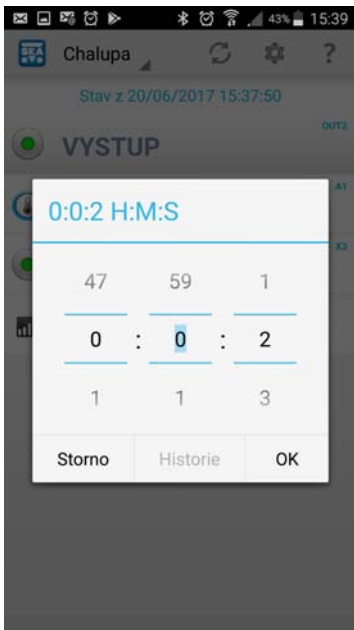 43% 15:39
SEA
Chalupa ?
Stav z 20/06/2017 15:37:50
OUT2
VYSTUP
A1
0:0:2 H:M:S
X3
47 59 1
0 : 0 : 2
1 1 3
Storno Historie OK